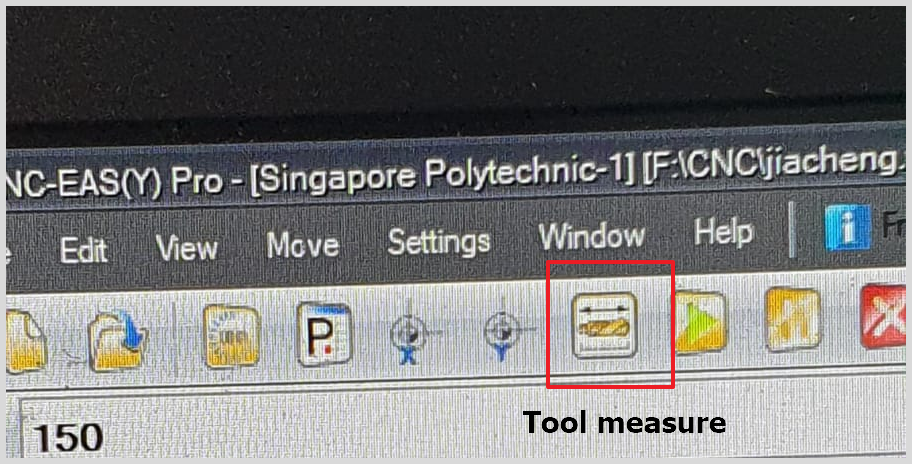 NC-EAS(Y) Pro - [Singapore Polytechnic-1] [F:\CNC\jiacheng.
Edit View Move Settings Window Help i Fr
P. X Y
Tool measure
150